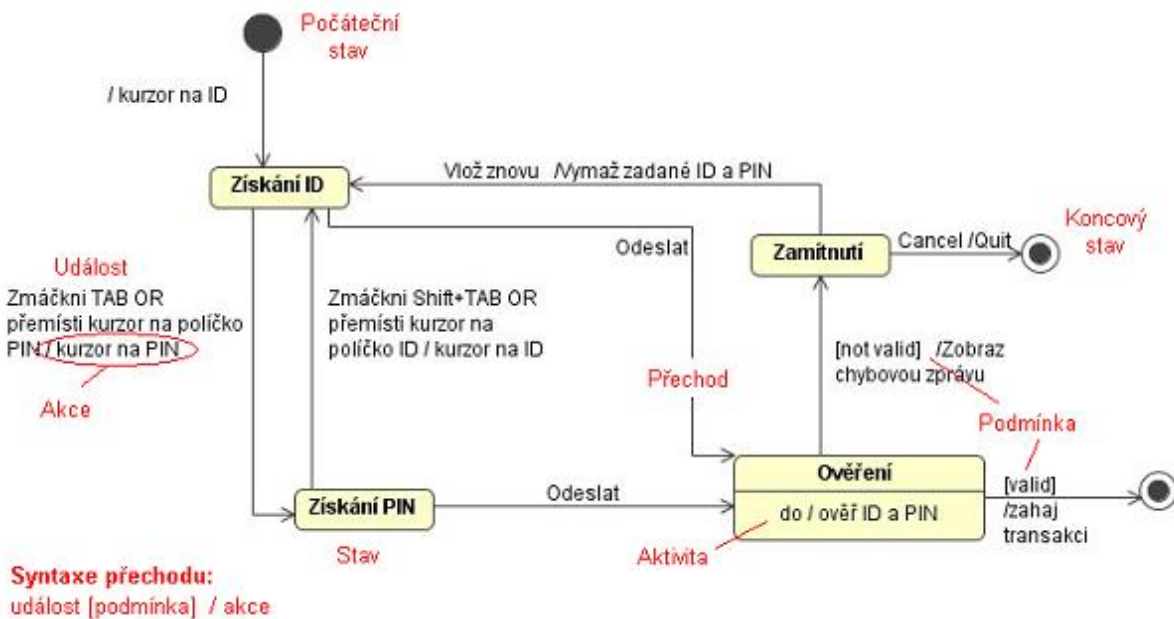 Počáteční
stav
/ kurzor na ID
Získání ID
Vlož znovu /Vymaž zadané ID a PIN
Odeslat
Zamítnutí
Cancel /Quit
Koncový
stav
Událost
Zmáčkni TAB OR
přemísti kurzor na políčko
PIN / kurzor na PIN
Akce
Zmáčkni Shift+TAB OR
přemísti kurzor na
políčko ID / kurzor na ID
Přechod
[not valid] /Zobraz
chybovou zprávu
Podmínka
Získání PIN
Stav
Odeslat
Ověření
do / ověř ID a PIN
Aktivita
[valid]
/zahaj
transakci
Syntaxe přechodu:
událost [podmínka] / akce